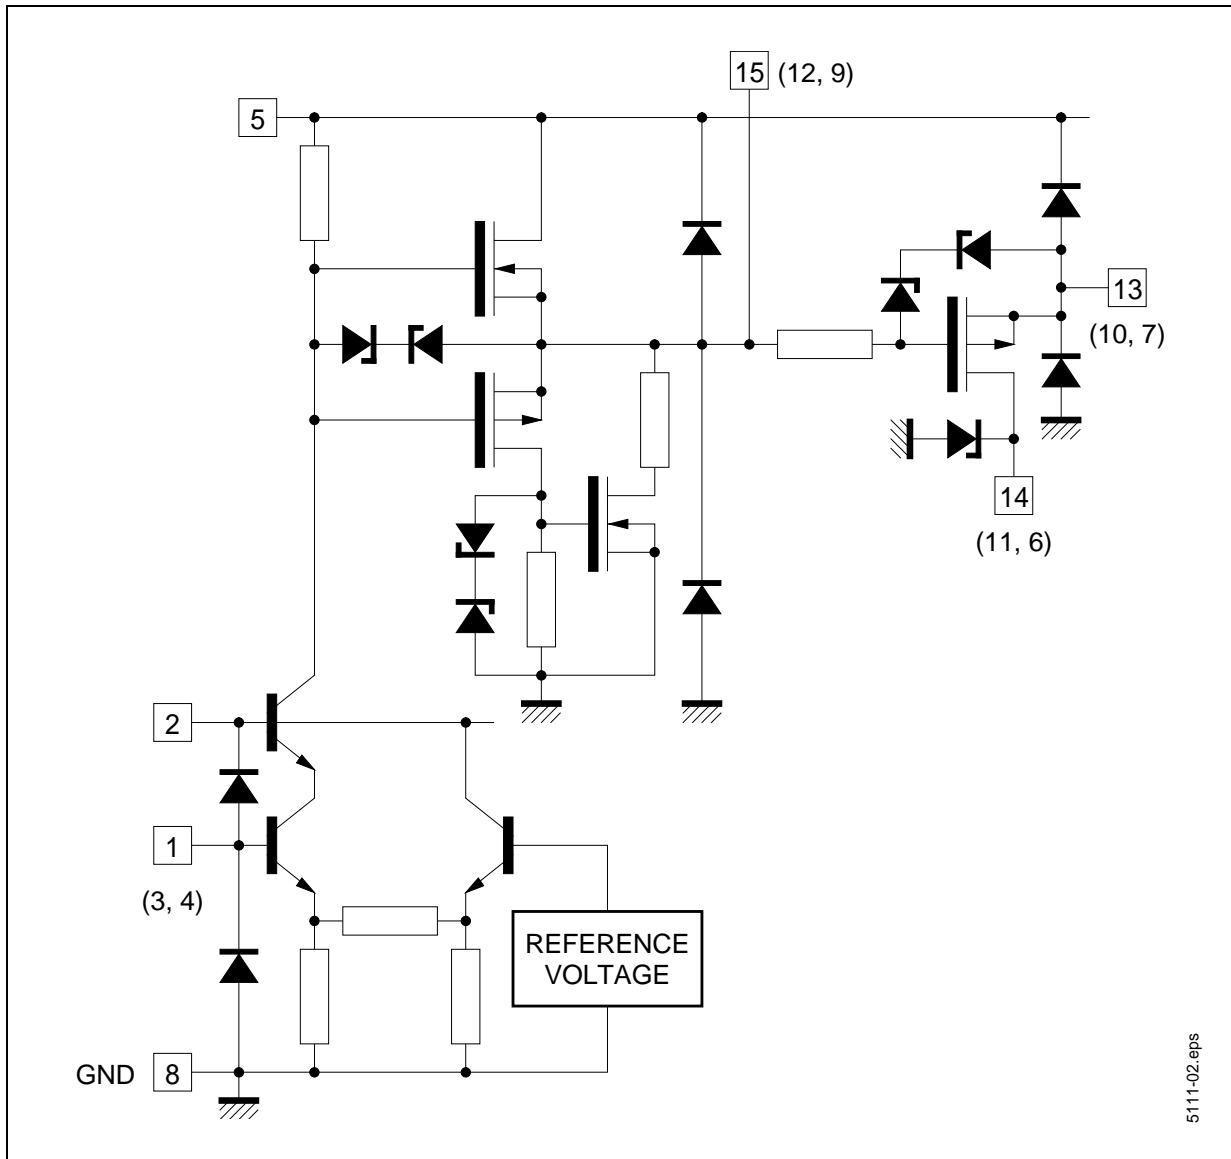 15 (12, 9)
5
13
(10, 7)
14
(11, 6)
2
1
(3, 4)
REFERENCE
VOLTAGE
GND 8
5111-02.eps